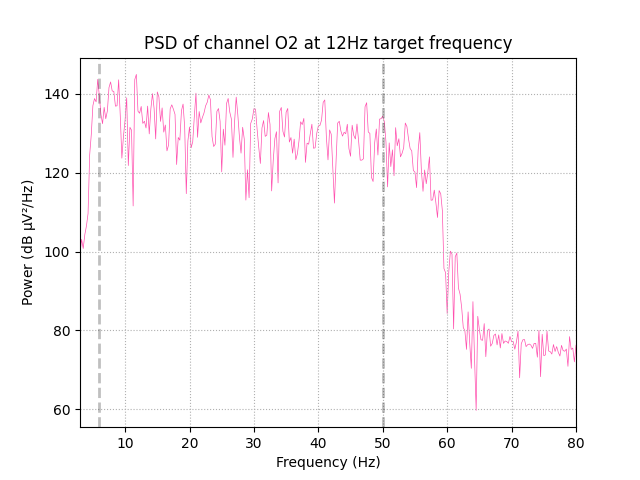 PSD of channel O2 at 12Hz target frequency
Power (dB µV²/Hz)
140
120
100
80
60
10 20 30 40 50 60 70 80
Frequency (Hz)